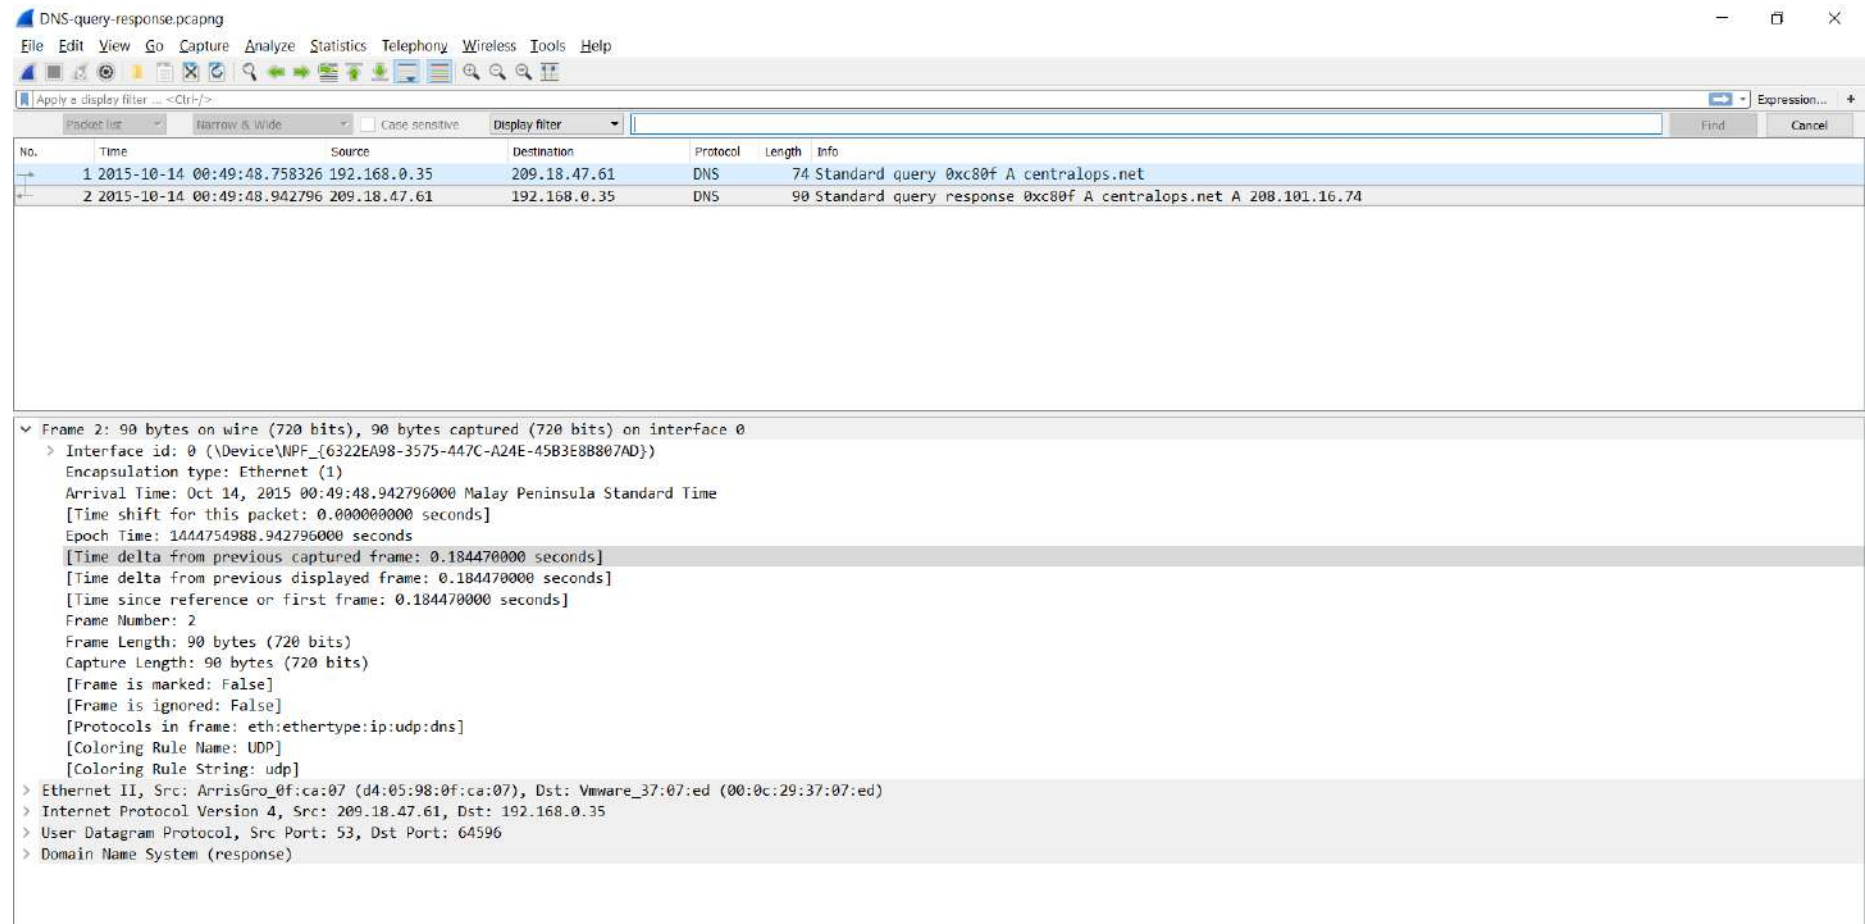 DNS-query-response.pcapng
File Edit View Go Capture Analyze Statistics Telephony Wireless Tools Help
Apply a display filter ... <Ctrl-/>
Expression... +
Packet list Narrow & Wide Case sensitive Display filter Find Cancel
No. Time Source Destination Protocol Length Info
1 2015-10-14 00:49:48.758326 192.168.0.35 209.18.47.61 DNS 74 Standard query 0xc80f A centralops.net
2 2015-10-14 00:49:48.942796 209.18.47.61 192.168.0.35 DNS 90 Standard query response 0xc80f A centralops.net A 208.101.16.74
Frame 2: 90 bytes on wire (720 bits), 90 bytes captured (720 bits) on interface 0
Interface id: 0 (\Device\NPF_{6322EA98-3575-447C-A24E-45B3E8B807AD})
Encapsulation type: Ethernet (1)
Arrival Time: Oct 14, 2015 00:49:48.942796000 Malay Peninsula Standard Time
[Time shift for this packet: 0.000000000 seconds]
Epoch Time: 1444754988.942796000 seconds
[Time delta from previous captured frame: 0.184470000 seconds]
[Time delta from previous displayed frame: 0.184470000 seconds]
[Time since reference or first frame: 0.184470000 seconds]
Frame Number: 2
Frame Length: 90 bytes (720 bits)
Capture Length: 90 bytes (720 bits)
[Frame is marked: False]
[Frame is ignored: False]
[Protocols in frame: eth:ethertype:ip:udp:dns]
[Coloring Rule Name: UDP]
[Coloring Rule String: udp]
Ethernet II, Src: ArrisGro_0f:ca:07 (d4:05:98:0f:ca:07), Dst: Vmware_37:07:ed (00:0c:29:37:07:ed)
Internet Protocol Version 4, Src: 209.18.47.61, Dst: 192.168.0.35
User Datagram Protocol, Src Port: 53, Dst Port: 64596
Domain Name System (response)